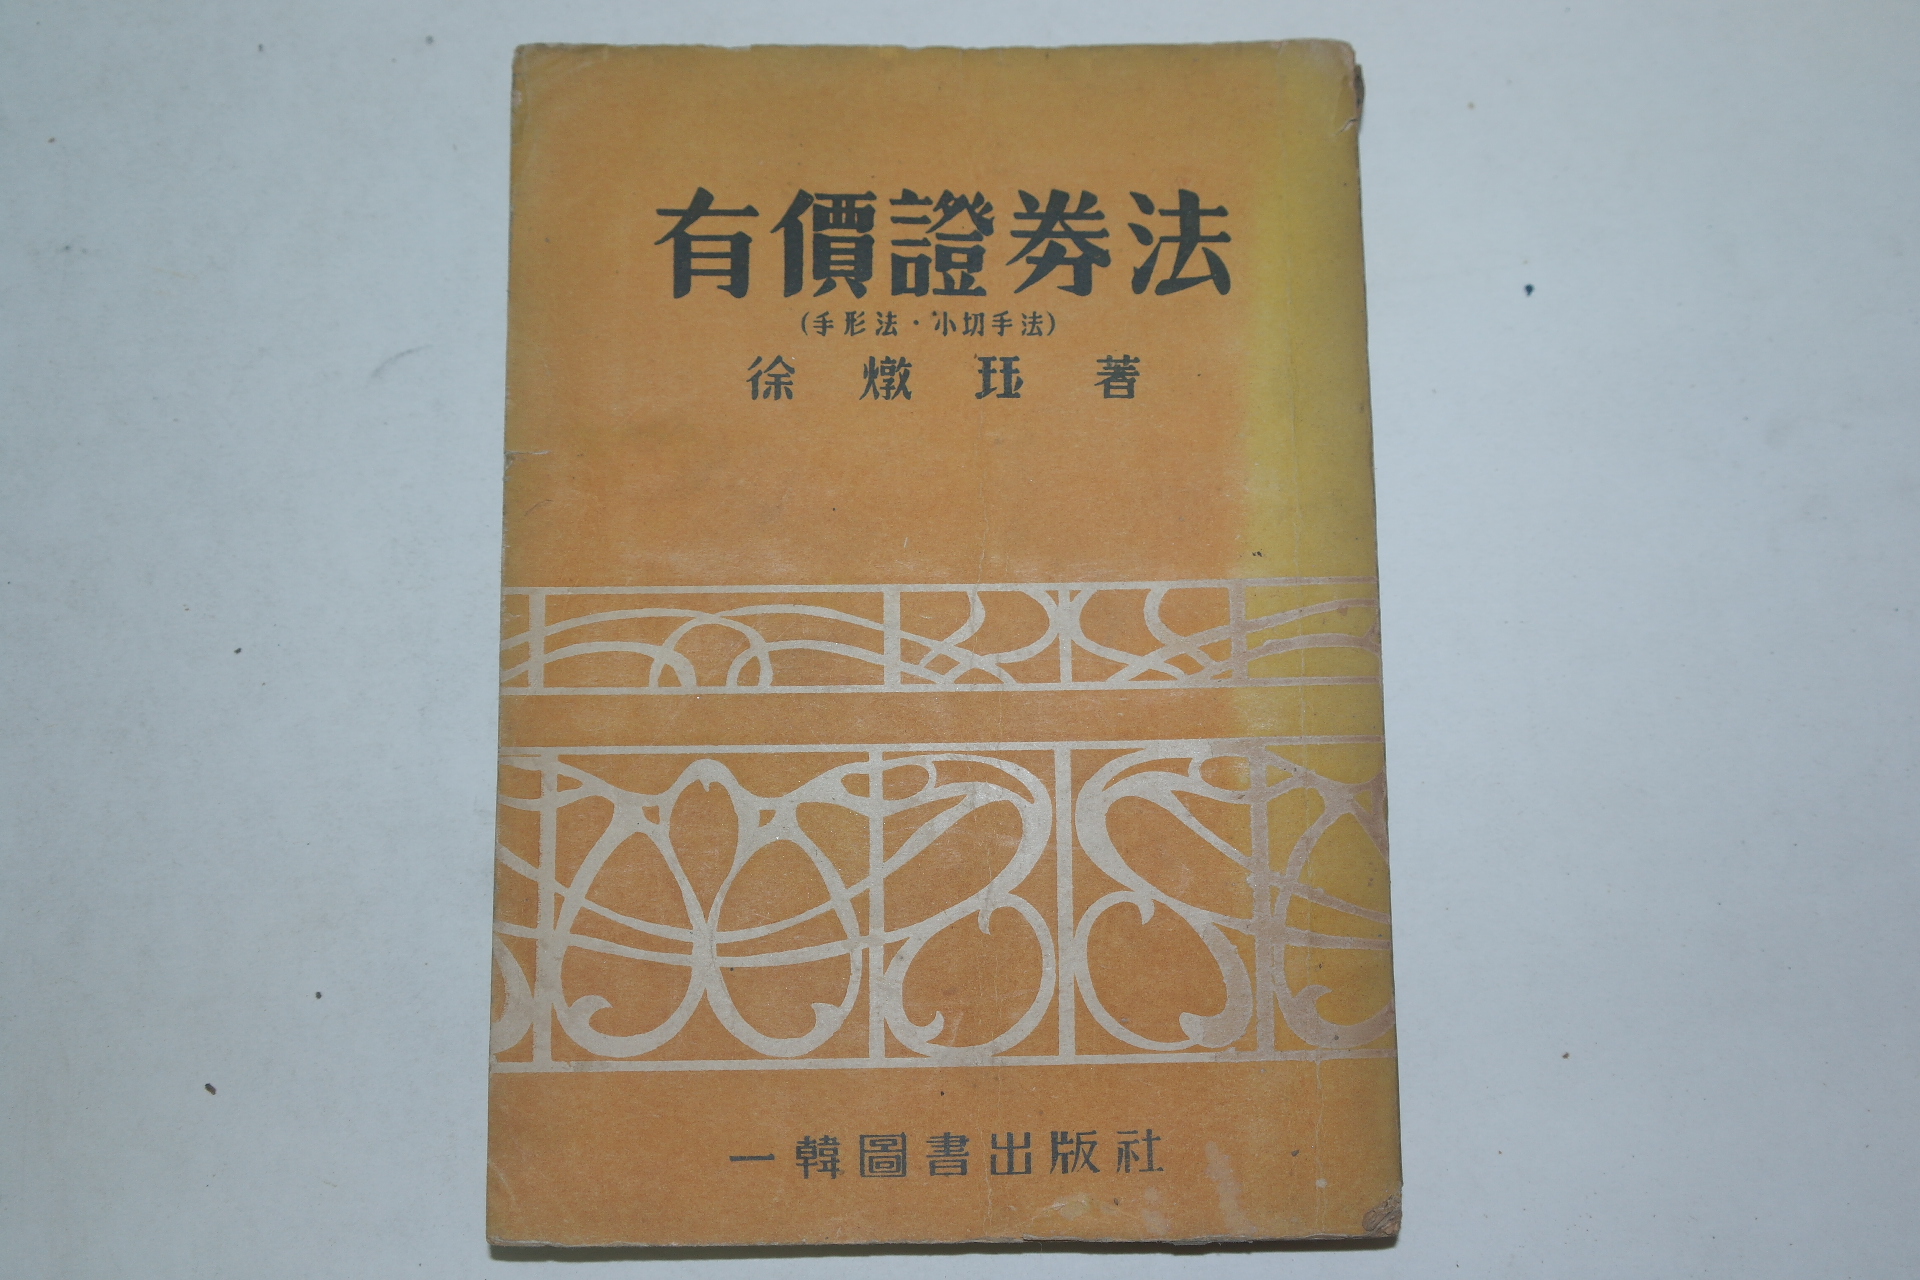 有價證券法
(手形法·小切手法)
徐燉珏著
一韓圖書出版社